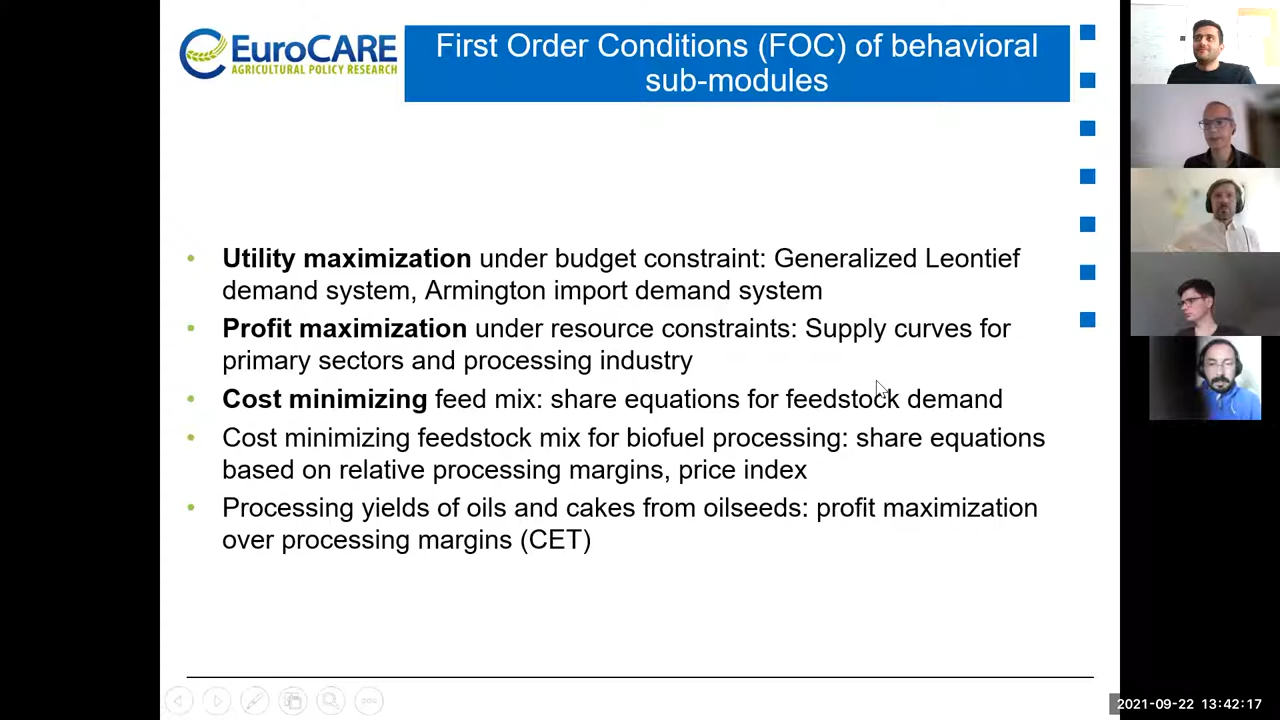 EuroCARE
AGRICULTURAL POLICY RESEARCH
First Order Conditions (FOC) of behavioral
sub-modules
• Utility maximization under budget constraint: Generalized Leontief
demand system, Armington import demand system
• Profit maximization under resource constraints: Supply curves for
primary sectors and processing industry
• Cost minimizing feed mix: share equations for feedstock demand
• Cost minimizing feedstock mix for biofuel processing: share equations
based on relative processing margins, price index
• Processing yields of oils and cakes from oilseeds: profit maximization
over processing margins (CET)
2021-09-22 13:42:17